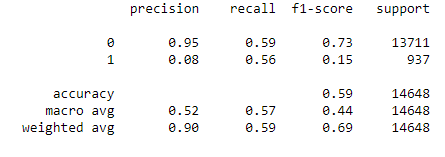 precision recall f1-score support
0 0.95 0.59 0.73 13711
1 0.08 0.56 0.15 937
accuracy 0.59 14648
macro avg 0.52 0.57 0.44 14648
weighted avg 0.90 0.59 0.69 14648